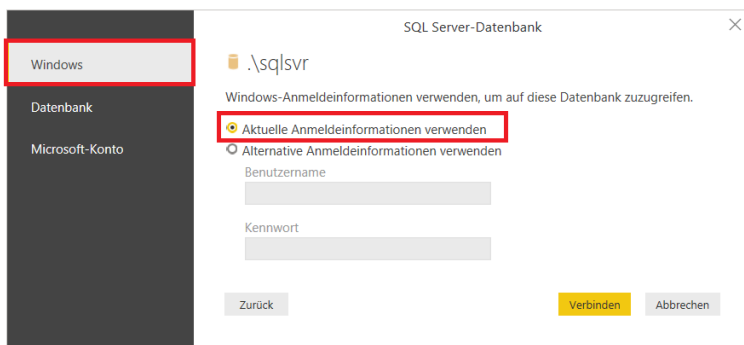 SQL Server-Datenbank
Windows
Datenbank
Microsoft-Konto
.\sqlsvr
Windows-Anmeldeinformationen verwenden, um auf diese Datenbank zuzugreifen.
Aktuelle Anmeldeinformationen verwenden
Alternative Anmeldeinformationen verwenden
Benutzername
Kennwort
Zurück
Verbinden
Abbrechen